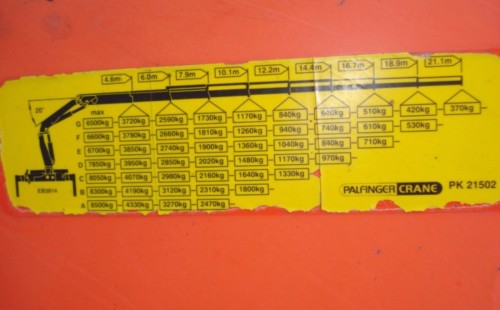 4.6m 6.0m 7.9m 10.1m 12.2m 14.4m 16.7m 18.9m 21.1m
20°
max
G 6500kg 3720kg 2590kg 1730kg 1170kg 840kg 510kg 420kg 370kg
F 6600kg 3780kg 2660kg 1810kg 1260kg 940kg 740kg 610kg 530kg
E 6700kg 3850kg 2740kg 1900kg 1360kg 1040kg 840kg 710kg
D 7850kg 3950kg 2850kg 2020kg 1480kg 1170kg 970kg
C 8050kg 4070kg 2980kg 2160kg 1640kg 1330kg
B 8300kg 4190kg 3120kg 2310kg 1800kg
A 8500kg 4330kg 3270kg 2470kg
PALFINGER CRANE PK 21502